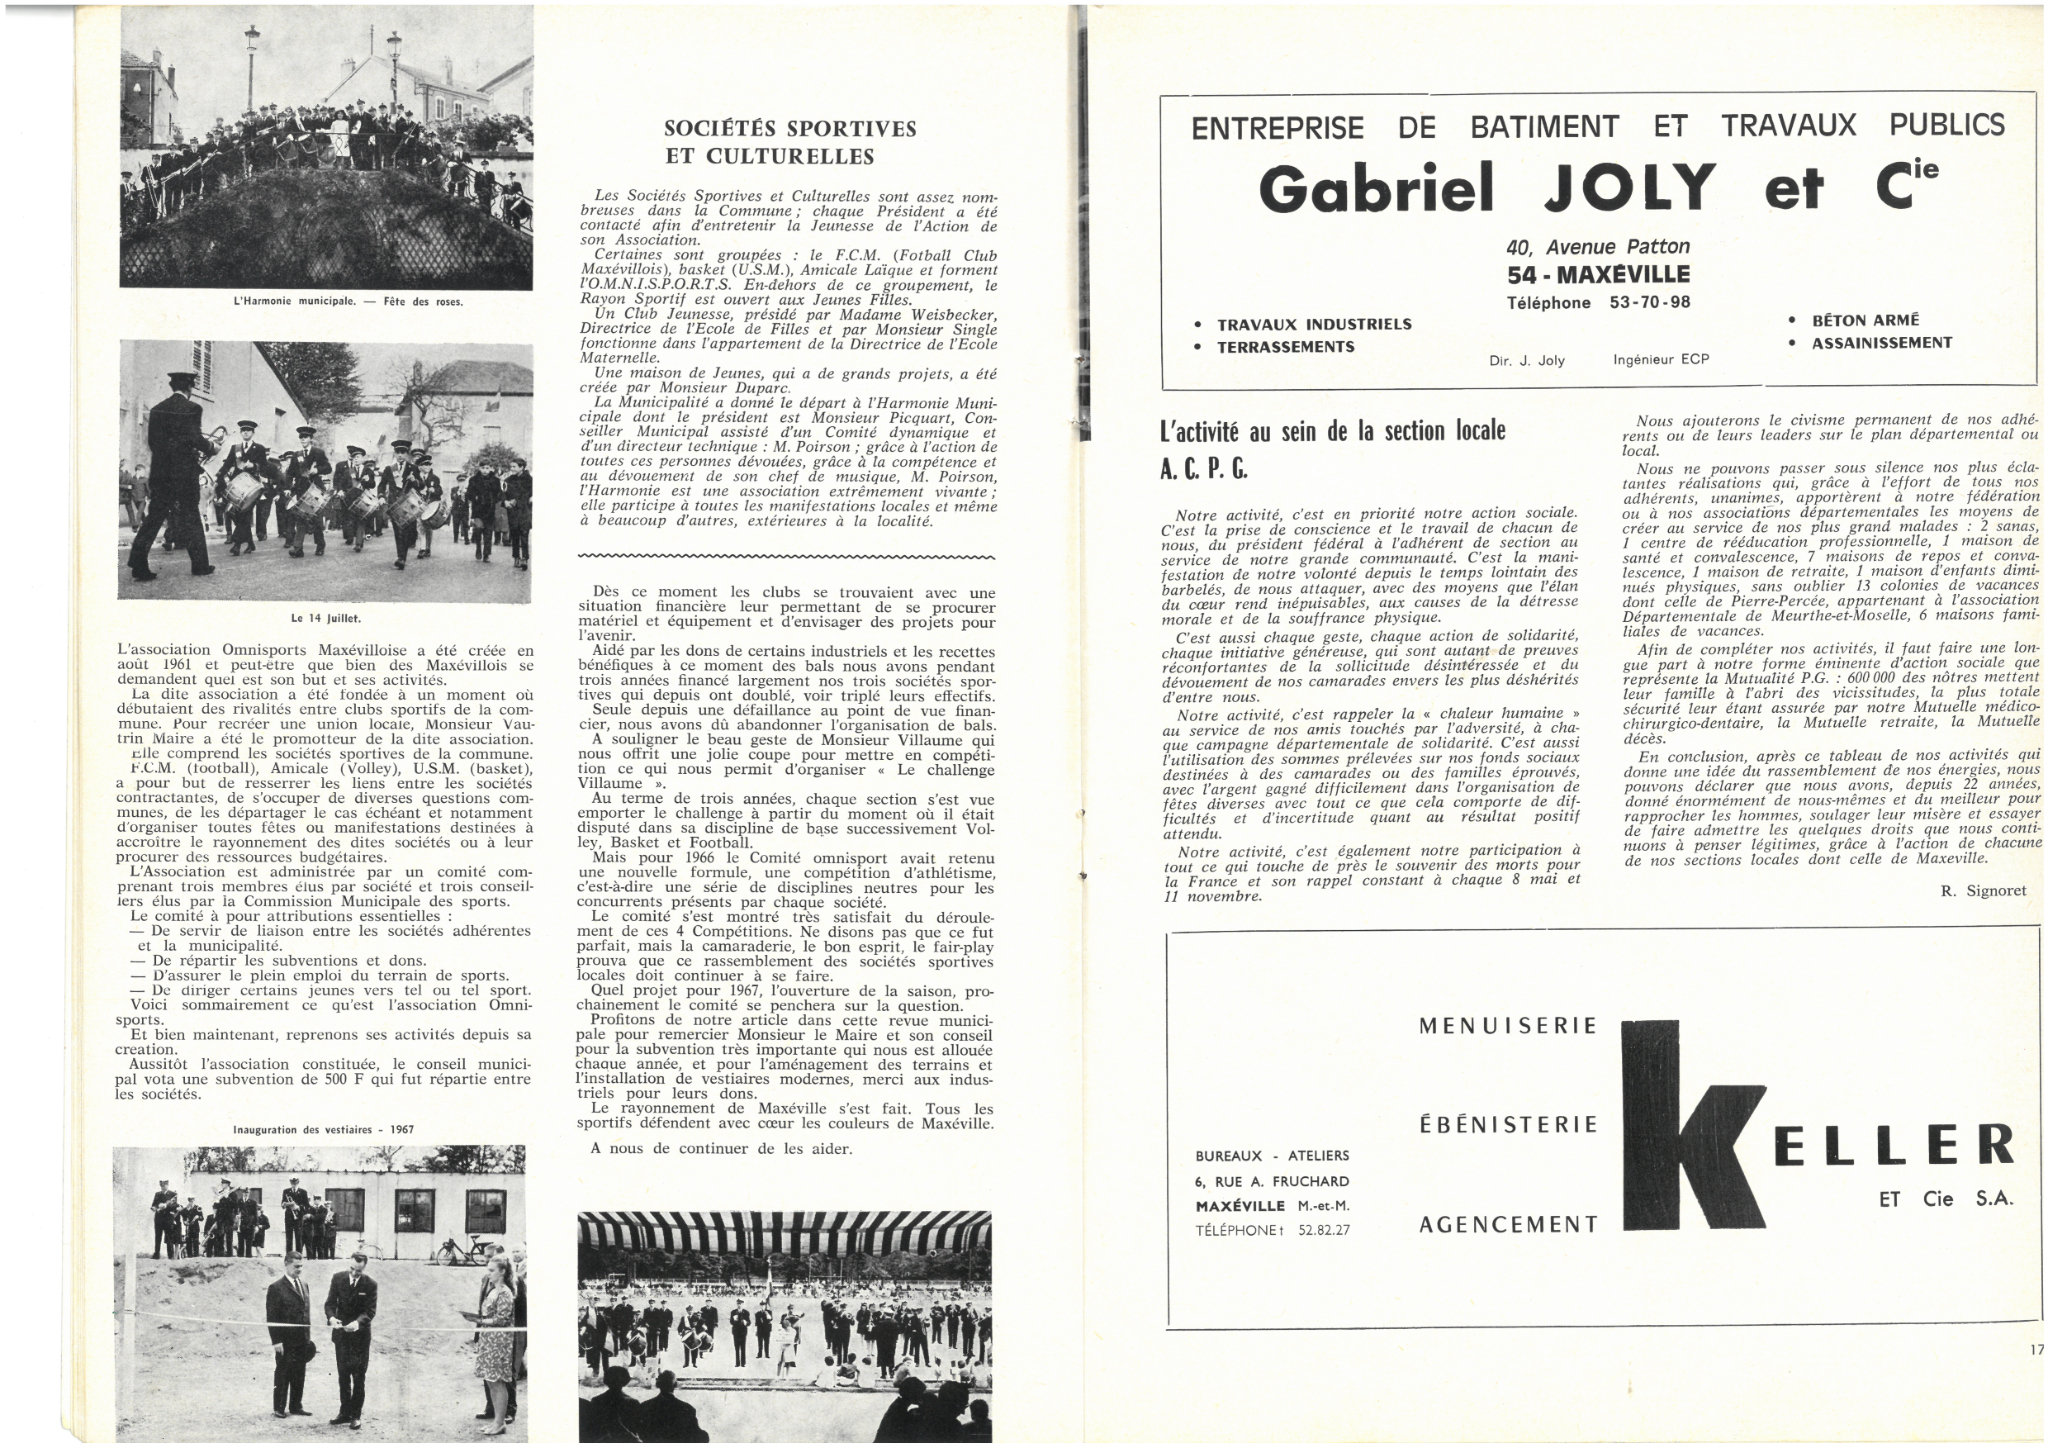 L'Harmonie municipale. — Fête des roses.
Le 14 Juillet.
L'association Omnisports Maxévilloise a été créée en
août 1961 et peut-être que bien des Maxévillois se
demandent quel est son but et ses activités.
La dite association a été fondée à un moment où
débutaient des rivalités entre clubs sportifs de la com-
mune. Pour recréer une union locale, Monsieur Vau-
trin Maire a été le promotteur de la dite association.
Elle comprend les sociétés sportives de la commune.
F.C.M. (football), Amicale (Volley), U.S.M. (basket),
a pour but de resserrer les liens entre les sociétés
contractantes, de s'occuper de diverses questions com-
munes, de les départager le cas échéant et notamment
d'organiser toutes fêtes ou manifestations destinées à
accroître le rayonnement des dites sociétés ou à leur
procurer des ressources budgétaires.
L'Association est administrée par un comité com-
prenant trois membres élus par société et trois conseil-
lers élus par la Commission Municipale des sports.
Le comité à pour attributions essentielles :
— De servir de liaison entre les sociétés adhérentes
et la municipalité.
— De répartir les subventions et dons.
— D'assurer le plein emploi du terrain de sports.
— De diriger certains jeunes vers tel ou tel sport.
Voici sommairement ce qu'est l'association Omni-
sports.
Et bien maintenant, reprenons ses activités depuis sa
creation.
Aussitôt l'association constituée, le conseil munici-
pal vota une subvention de 500 F qui fut répartie entre
les sociétés.
Inauguration des vestiaires - 1967
SOCIÉTÉS SPORTIVES
ET CULTURELLES
Les Sociétés Sportives et Culturelles sont assez nom-
breuses dans la Commune ; chaque Président a été
contacté afin d'entretenir la Jeunesse de l'Action de
son Association.
Certaines sont groupées : le F.C.M. (Fotball Club
Maxévillois), basket (U.S.M.), Amicale Laïque et forment
l'O.M.N.I.S.P.O.R.T.S. En-dehors de ce groupement, le
Rayon Sportif est ouvert aux Jeunes Filles.
Un Club Jeunesse, présidé par Madame Weisbecker,
Directrice de l'Ecole de Filles et par Monsieur Single
fonctionne dans l'appartement de la Directrice de l'Ecole
Maternelle.
Une maison de Jeunes, qui a de grands projets, a été
créée par Monsieur Duparc.
La Municipalité a donné le départ à l'Harmonie Muni-
cipale dont le président est Monsieur Picquart, Con-
seiller Municipal assisté d'un Comité dynamique et
d'un directeur technique : M. Poirson ; grâce à l'action de
toutes ces personnes dévouées, grâce à la compétence et
au dévouement de son chef de musique, M. Poirson,
l'Harmonie est une association extrêmement vivante ;
elle participe à toutes les manifestations locales et même
à beaucoup d'autres, extérieures à la localité.
Dès ce moment les clubs se trouvaient avec une
situation financière leur permettant de se procurer
matériel et équipement et d'envisager des projets pour
l'avenir.
Aidé par les dons de certains industriels et les recettes
bénéfiques à ce moment des bals nous avons pendant
trois années financé largement nos trois sociétés spor-
tives qui depuis ont doublé, voir triplé leurs effectifs.
Seule depuis une défaillance au point de vue finan-
cier, nous avons dû abandonner l'organisation de bals.
A souligner le beau geste de Monsieur Villaume qui
nous offrit une jolie coupe pour mettre en compéti-
tion ce qui nous permit d'organiser « Le challenge
Villaume ».
Au terme de trois années, chaque section s'est vue
emporter le challenge à partir du moment où il était
disputé dans sa discipline de base successivement Vol-
ley, Basket et Football.
Mais pour 1966 le Comité omnisport avait retenu
une nouvelle formule, une compétition d'athlétisme,
c'est-à-dire une série de disciplines neutres pour les
concurrents présents par chaque société.
Le comité s'est montré très satisfait du déroule-
ment de ces 4 Compétitions. Ne disons pas que ce fut
parfait, mais la camaraderie, le bon esprit, le fair-play
prouva que ce rassemblement des sociétés sportives
locales doit continuer à se faire.
Quel projet pour 1967, l'ouverture de la saison, pro-
chainement le comité se penchera sur la question.
Profitons de notre article dans cette revue munici-
pale pour remercier Monsieur le Maire et son conseil
pour la subvention très importante qui nous est allouée
chaque année, et pour l'aménagement des terrains et
l'installation de vestiaires modernes, merci aux indus-
triels pour leurs dons.
Le rayonnement de Maxéville s'est fait. Tous les
sportifs défendent avec cœur les couleurs de Maxéville.
A nous de continuer de les aider.
ENTREPRISE DE BATIMENT ET TRAVAUX PUBLICS
Gabriel JOLY et Cie
40, Avenue Patton
54 - MAXÉVILLE
Téléphone 53-70-98
• TRAVAUX INDUSTRIELS
• TERRASSEMENTS
• BÉTON ARMÉ
• ASSAINISSEMENT
Dir. J. Joly Ingénieur ECP
L'activité au sein de la section locale
A. C. P. G.
Notre activité, c'est en priorité notre action sociale.
C'est la prise de conscience et le travail de chacun de
nous, du président fédéral à l'adhérent de section au
service de notre grande communauté. C'est la mani-
festation de notre volonté depuis le temps lointain des
barbelés, de nous attaquer, avec des moyens que l'élan
du cœur rend inépuisables, aux causes de la détresse
morale et de la souffrance physique.
C'est aussi chaque geste, chaque action de solidarité,
chaque initiative généreuse, qui sont autant de preuves
réconfortantes de la sollicitude désintéressée et du
dévouement de nos camarades envers les plus déshérités
d'entre nous.
Notre activité, c'est rappeler la « chaleur humaine »
au service de nos amis touchés par l'adversité, à cha-
que campagne départementale de solidarité. C'est aussi
l'utilisation des sommes prélevées sur nos fonds sociaux
destinées à des camarades ou des familles éprouvés,
avec l'argent gagné difficilement dans l'organisation de
fêtes diverses avec tout ce que cela comporte de dif-
ficultés et d'incertitude quant au résultat positif
attendu.
Notre activité, c'est également notre participation à
tout ce qui touche de près le souvenir des morts pour
la France et son rappel constant à chaque 8 mai et
11 novembre.
Nous ajouterons le civisme permanent de nos adhé-
rents ou de leurs leaders sur le plan départemental ou
local.
Nous ne pouvons passer sous silence nos plus écla-
tantes réalisations qui, grâce à l'effort de tous nos
adhérents, unanimes, apportèrent à notre fédération
ou à nos associations départementales les moyens de
créer au service de nos plus grand malades : 2 sanas,
1 centre de rééducation professionnelle, 1 maison de
santé et convalescence, 7 maisons de repos et conva-
lescence, 1 maison de retraite, 1 maison d'enfants dimi-
nués physiques, sans oublier 13 colonies de vacances
dont celle de Pierre-Percée, appartenant à l'association
Départementale de Meurthe-et-Moselle, 6 maisons fami-
liales de vacances.
Afin de compléter nos activités, il faut faire une lon-
gue part à notre forme éminente d'action sociale que
représente la Mutualité P.G. : 600 000 des nôtres mettent
leur famille à l'abri des vicissitudes, la plus totale
sécurité leur étant assurée par notre Mutuelle médico-
chirurgico-dentaire, la Mutuelle retraite, la Mutuelle
décès.
En conclusion, après ce tableau de nos activités qui
donne une idée du rassemblement de nos énergies, nous
pouvons déclarer que nous avons, depuis 22 années,
donné énormément de nous-mêmes et du meilleur pour
rapprocher les hommes, soulager leur misère et essayer
de faire admettre les quelques droits que nous conti-
nuons à penser légitimes, grâce à l'action de chacune
de nos sections locales dont celle de Maxeville.
R. Signoret
MENUISERIE
ÉBÉNISTERIE
AGENCEMENT
KELLER
ET Cie S.A.
BUREAUX - ATELIERS
6, RUE A. FRUCHARD
MAXÉVILLE M.-et-M.
TÉLÉPHONE† 52.82.27
17